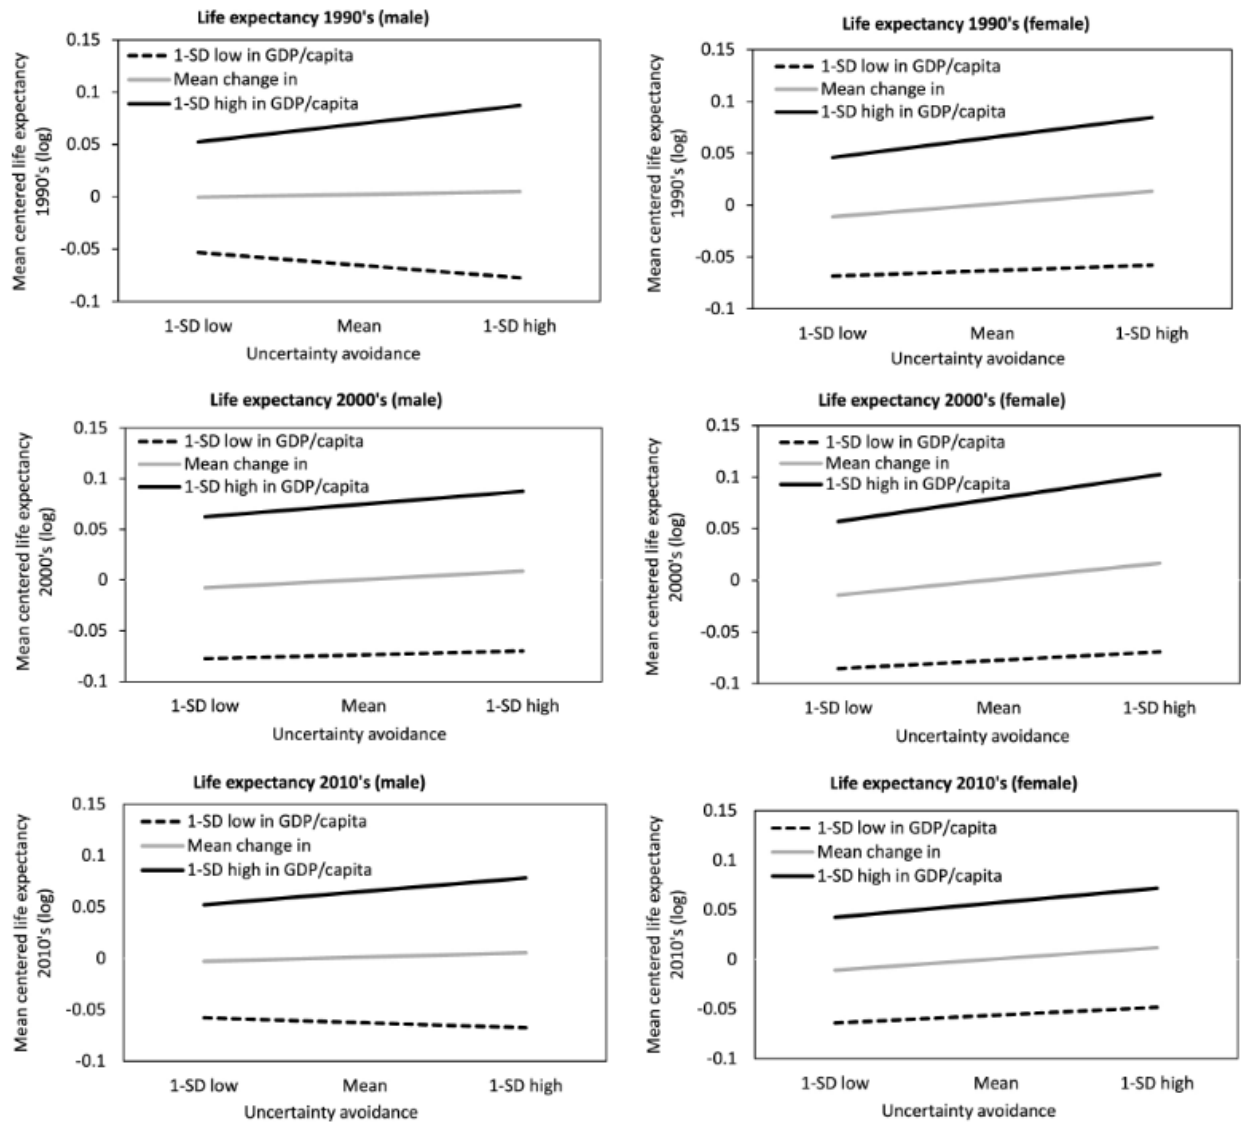 Life expectancy 1990's (male)
0.15
0.1
0.05
0
-0.05
-0.1
1-SD low in GDP/capita
Mean change in
1-SD high in GDP/capita
Mean centered life expectancy
1990's (log)
1-SD low Mean 1-SD high
Uncertainty avoidance
Life expectancy 1990's (female)
0.15
0.1
0.05
0
-0.05
-0.1
1-SD low in GDP/capita
Mean change in
1-SD high in GDP/capita
Mean centered life expectancy
1990's (log)
1-SD low Mean 1-SD high
Uncertainty avoidance
Life expectancy 2000's (male)
0.15
0.1
0.05
0
-0.05
-0.1
1-SD low in GDP/capita
Mean change in
1-SD high in GDP/capita
Mean centered life expectancy
2000's (log)
1-SD low Mean 1-SD high
Uncertainty avoidance
Life expectancy 2000's (female)
0.15
0.1
0.05
0
-0.05
-0.1
1-SD low in GDP/capita
Mean change in
1-SD high in GDP/capita
Mean centered life expectancy
2000's (log)
1-SD low Mean 1-SD high
Uncertainty avoidance
Life expectancy 2010's (male)
0.15
0.1
0.05
0
-0.05
-0.1
1-SD low in GDP/capita
Mean change in
1-SD high in GDP/capita
Mean centered life expectancy
2010's (log)
1-SD low Mean 1-SD high
Uncertainty avoidance
Life expectancy 2010's (female)
0.15
0.1
0.05
0
-0.05
-0.1
1-SD low in GDP/capita
Mean change in
1-SD high in GDP/capita
Mean centered life expectancy
2010's (log)
1-SD low Mean 1-SD high
Uncertainty avoidance